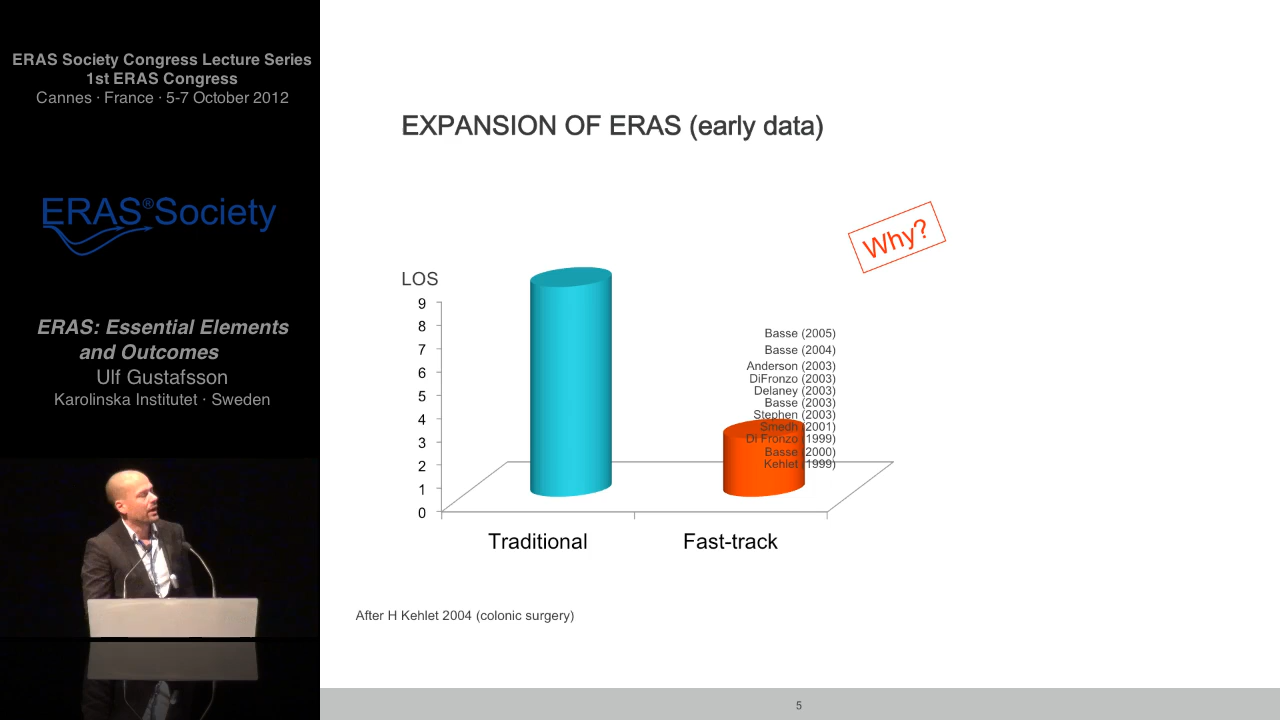 ERAS Society Congress Lecture Series
1st ERAS Congress
Cannes · France · 5-7 October 2012
ERAS®Society
ERAS: Essential Elements
and Outcomes
Ulf Gustafsson
Karolinska Institutet · Sweden
EXPANSION OF ERAS (early data)
Why?
LOS
9
8
7
6
5
4
3
2
1
0
Basse (2005)
Basse (2004)
Anderson (2003)
DiFronzo (2003)
Delaney (2003)
Basse (2003)
Stephen (2003)
Smedh (2001)
Di Fronzo (1999)
Basse (2000)
Kehlet (1999)
Traditional
Fast-track
After H Kehlet 2004 (colonic surgery)
5